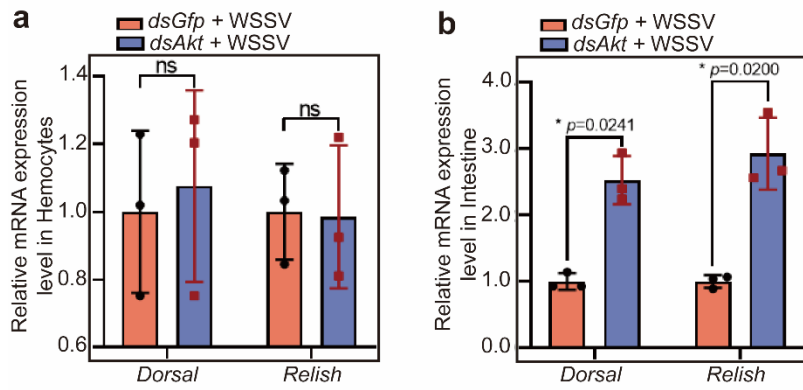 a
dsGfp + WSSV
dsAkt + WSSV
Relative mRNA expression
level in Hemocytes
1.4
1.2
1.0
0.8
0.6
ns
ns
Dorsal
Relish
b
dsGfp + WSSV
dsAkt + WSSV
Relative mRNA expression
level in Intestine
4.0
3.0
2.0
1.0
0.0
* p=0.0241
* p=0.0200
Dorsal
Relish